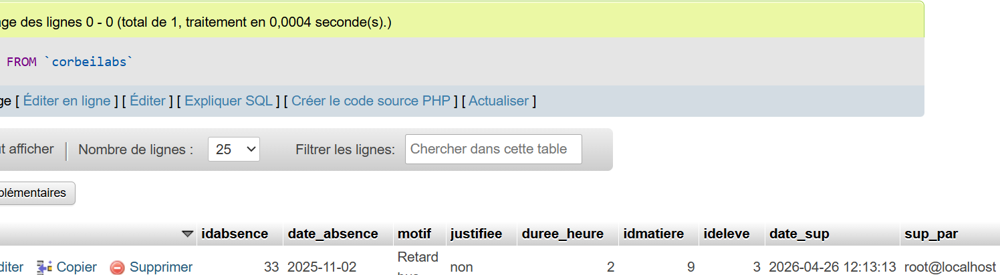 des lignes 0 - 0 (total de 1, traitement en 0,0004 seconde(s).)
FROM `corbeilabs`
[ Éditer en ligne ] [ Éditer ] [ Expliquer SQL ] [ Créer le code source PHP ] [ Actualiser ]
afficher Nombre de lignes : 25 Filtrer les lignes: Chercher dans cette table
plémentaires
idabsence date_absence motif justifiee duree_heure idmatiere ideleve date_sup sup_par
diter Copier Supprimer 33 2025-11-02 Retard non 2 9 3 2026-04-26 12:13:13 root@localhost